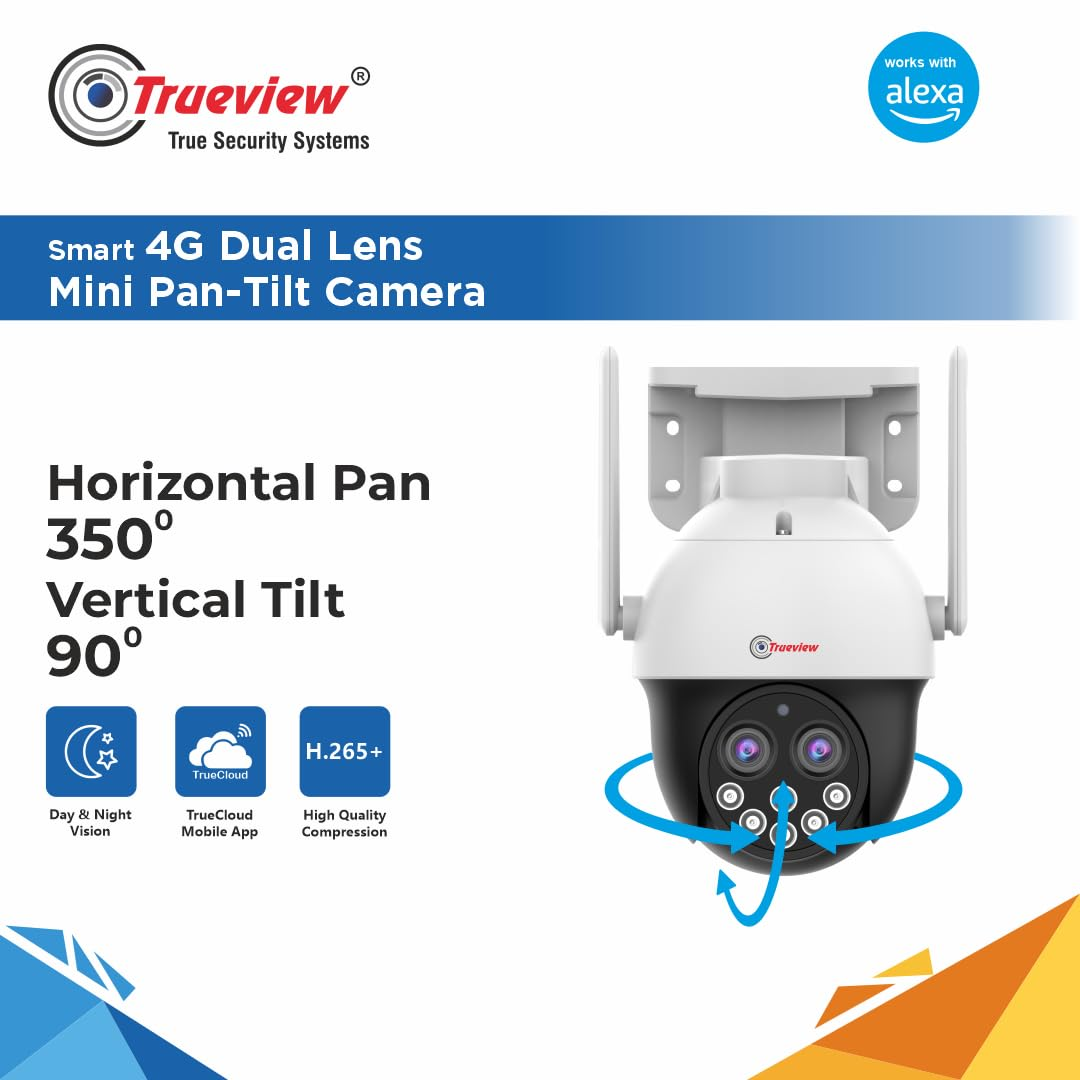 Trueview®
True Security Systems
works with
alexa
Smart 4G Dual Lens
Mini Pan-Tilt Camera
Horizontal Pan
350⁰
Vertical Tilt
90⁰
Trueview
TrueCloud
H.265+
Day & Night
Vision
TrueCloud
Mobile App
High Quality
Compression